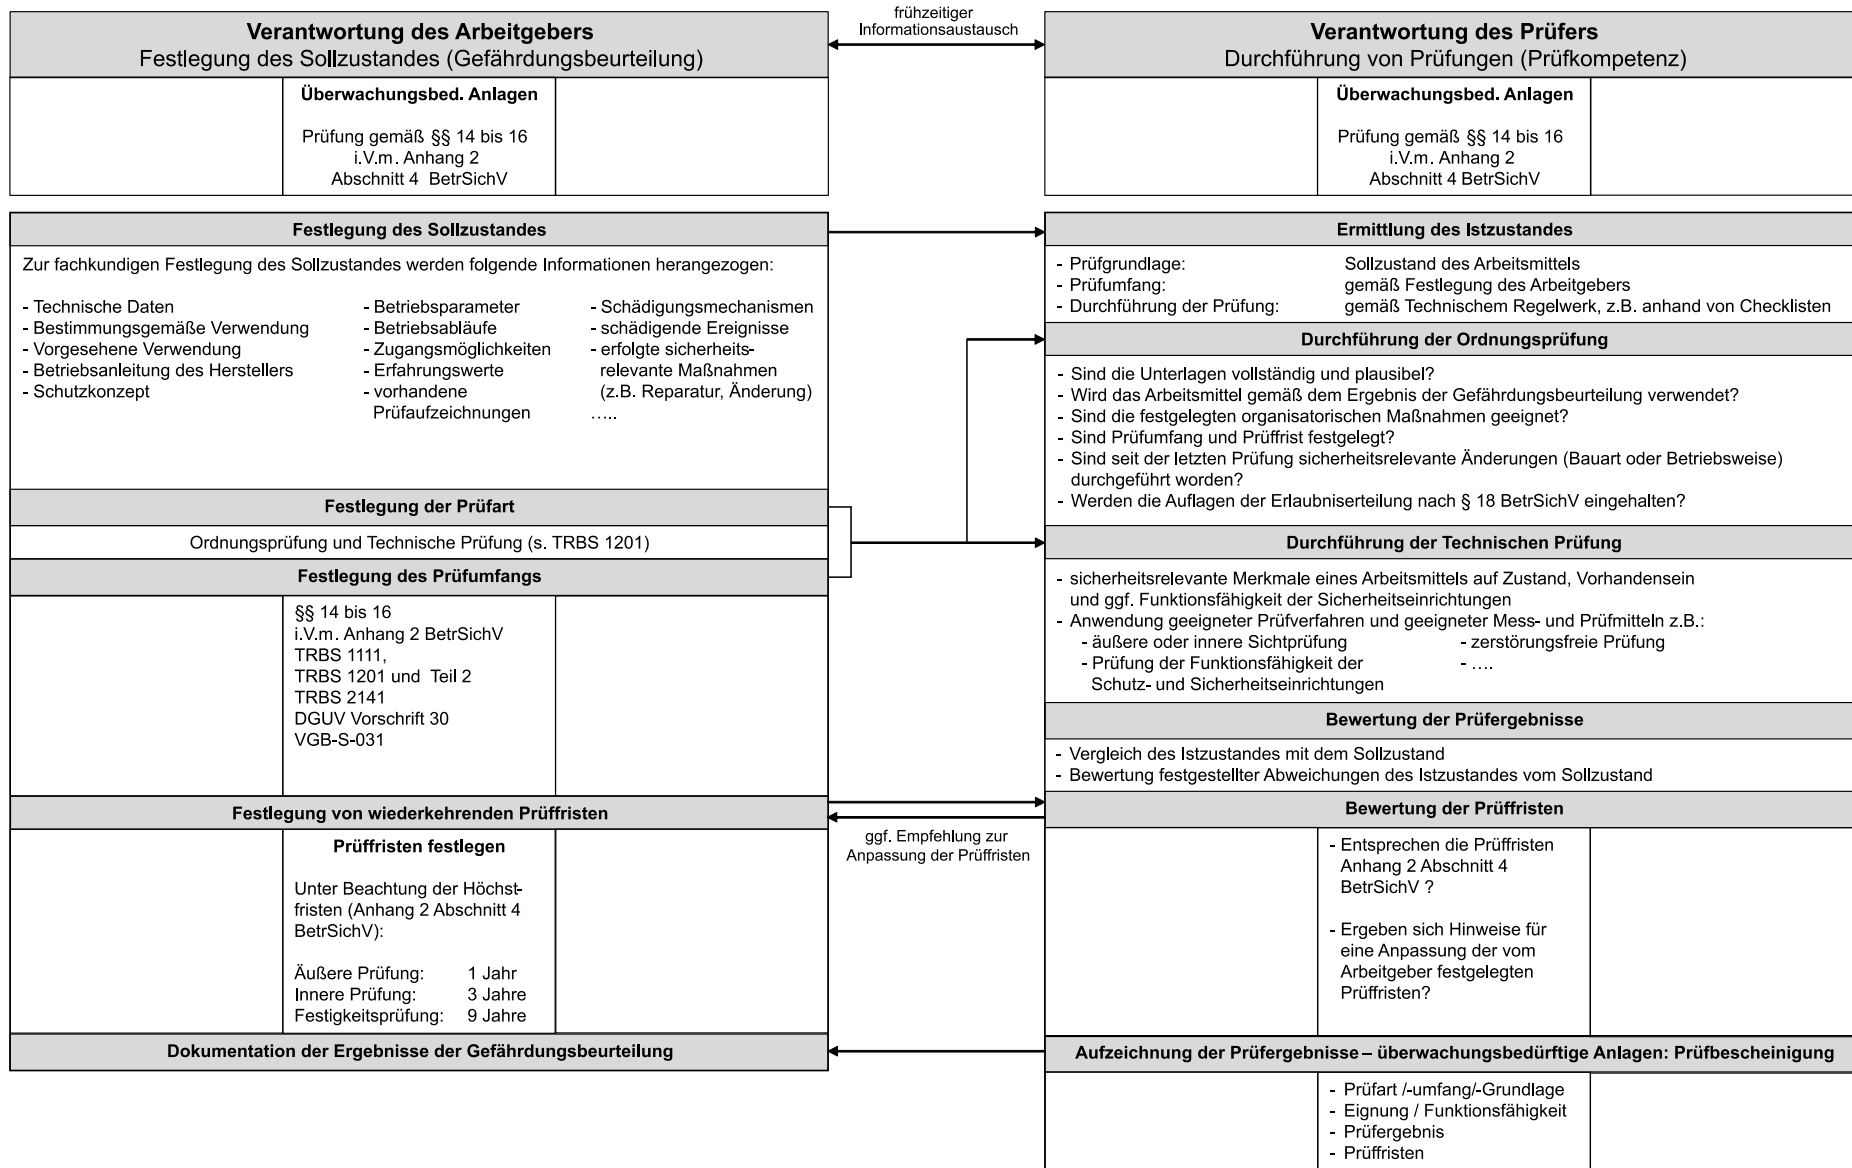 Verantwortung des Arbeitgebers
Festlegung des Sollzustandes (Gefährdungsbeurteilung)
frühzeitiger
Informationsaustausch
Verantwortung des Prüfers
Durchführung von Prüfungen (Prüfkompetenz)
Überwachungsbed. Anlagen
Prüfung gemäß §§ 14 bis 16
i.V.m. Anhang 2
Abschnitt 4 BetrSichV
Überwachungsbed. Anlagen
Prüfung gemäß §§ 14 bis 16
i.V.m. Anhang 2
Abschnitt 4 BetrSichV
Festlegung des Sollzustandes
Zur fachkundigen Festlegung des Sollzustandes werden folgende Informationen herangezogen:
- Technische Daten
- Bestimmungsgemäße Verwendung
- Vorgesehene Verwendung
- Betriebsanleitung des Herstellers
- Schutzkonzept
- Betriebsparameter
- Betriebsabläufe
- Zugangsmöglichkeiten
- Erfahrungswerte
- vorhandene
Prüfaufzeichnungen
- Schädigungsmechanismen
- schädigende Ereignisse
- erfolgte sicherheits-
relevante Maßnahmen
(z.B. Reparatur, Änderung)
…..
Festlegung der Prüfart
Ordnungsprüfung und Technische Prüfung (s. TRBS 1201)
Festlegung des Prüfumfangs
§§ 14 bis 16
i.V.m. Anhang 2 BetrSichV
TRBS 1111,
TRBS 1201 und Teil 2
TRBS 2141
DGUV Vorschrift 30
VGB-S-031
Festlegung von wiederkehrenden Prüffristen
Prüffristen festlegen
Unter Beachtung der Höchst-
fristen (Anhang 2 Abschnitt 4
BetrSichV):
Äußere Prüfung: 1 Jahr
Innere Prüfung: 3 Jahre
Festigkeitsprüfung: 9 Jahre
Dokumentation der Ergebnisse der Gefährdungsbeurteilung
ggf. Empfehlung zur
Anpassung der Prüffristen
Ermittlung des Istzustandes
- Prüfgrundlage: Sollzustand des Arbeitsmittels
- Prüfumfang: gemäß Festlegung des Arbeitgebers
- Durchführung der Prüfung: gemäß Technischem Regelwerk, z.B. anhand von Checklisten
Durchführung der Ordnungsprüfung
- Sind die Unterlagen vollständig und plausibel?
- Wird das Arbeitsmittel gemäß dem Ergebnis der Gefährdungsbeurteilung verwendet?
- Sind die festgelegten organisatorischen Maßnahmen geeignet?
- Sind Prüfumfang und Prüffrist festgelegt?
- Sind seit der letzten Prüfung sicherheitsrelevante Änderungen (Bauart oder Betriebsweise)
durchgeführt worden?
- Werden die Auflagen der Erlaubniserteilung nach § 18 BetrSichV eingehalten?
Durchführung der Technischen Prüfung
- sicherheitsrelevante Merkmale eines Arbeitsmittels auf Zustand, Vorhandensein
und ggf. Funktionsfähigkeit der Sicherheitseinrichtungen
- Anwendung geeigneter Prüfverfahren und geeigneter Mess- und Prüfmitteln z.B.:
- äußere oder innere Sichtprüfung
- Prüfung der Funktionsfähigkeit der
Schutz- und Sicherheitseinrichtungen
- zerstörungsfreie Prüfung
- ….
Bewertung der Prüfergebnisse
- Vergleich des Istzustandes mit dem Sollzustand
- Bewertung festgestellter Abweichungen des Istzustandes vom Sollzustand
Bewertung der Prüffristen
- Entsprechen die Prüffristen
Anhang 2 Abschnitt 4
BetrSichV ?
- Ergeben sich Hinweise für
eine Anpassung der vom
Arbeitgeber festgelegten
Prüffristen?
Aufzeichnung der Prüfergebnisse – überwachungsbedürftige Anlagen: Prüfbescheinigung
- Prüfart /-umfang/-Grundlage
- Eignung / Funktionsfähigkeit
- Prüfergebnis
- Prüffristen